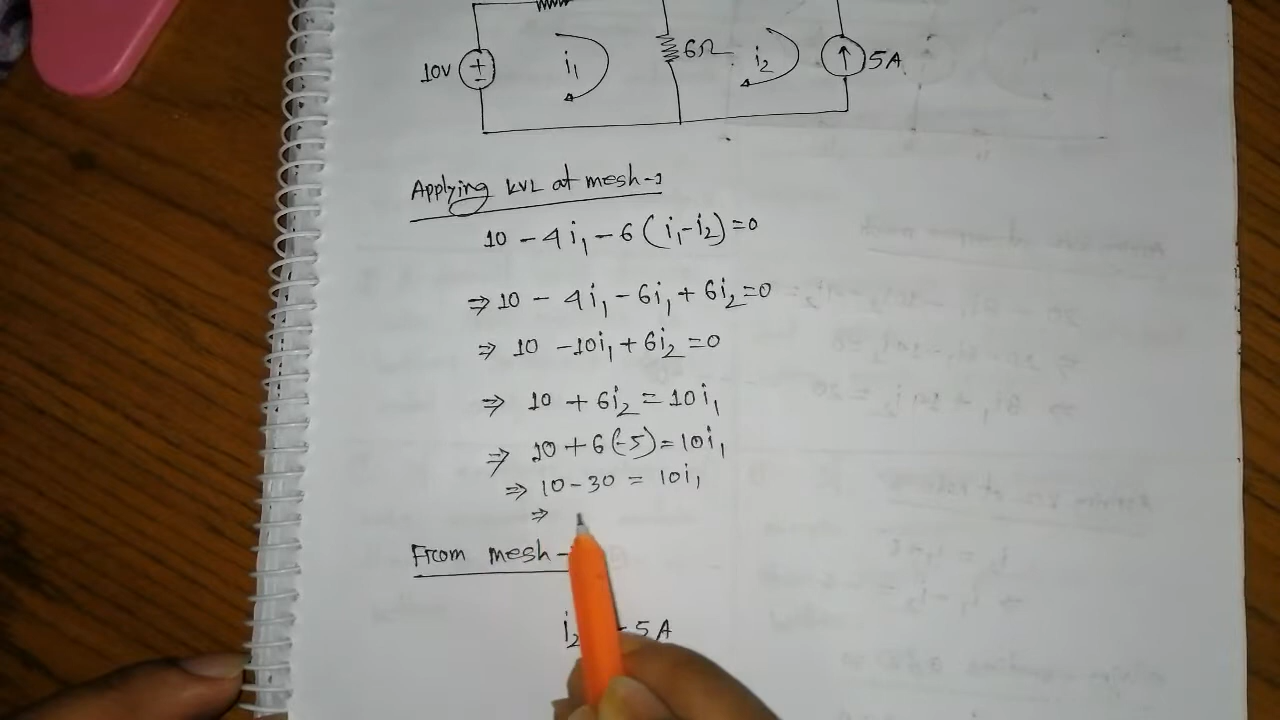 10V
i₁
6Ω
i₂
5A
Applying KVL at mesh-1
10 - 4i₁ - 6(i₁-i₂)=0
⇒ 10 - 4i₁ - 6i₁ + 6i₂=0
⇒ 10 -10i₁ + 6i₂ =0
⇒ 10 + 6i₂ = 10i₁
⇒ 10 + 6(-5) = 10i₁
⇒ 10 - 30 = 10i₁
⇒
From mesh-
i₂ - 5A